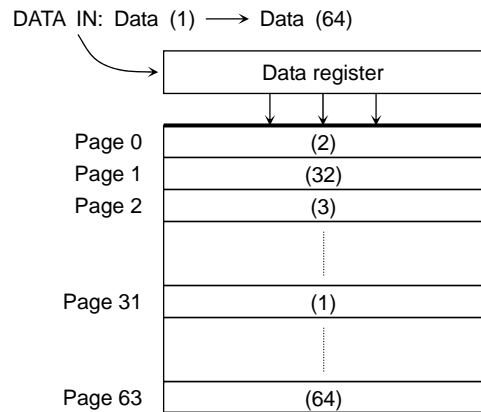 DATA IN: Data (1) ⟶ Data (64)
Data register
Page 0 (2)
Page 1 (32)
Page 2 (3)
Page 31 (1)
Page 63 (64)